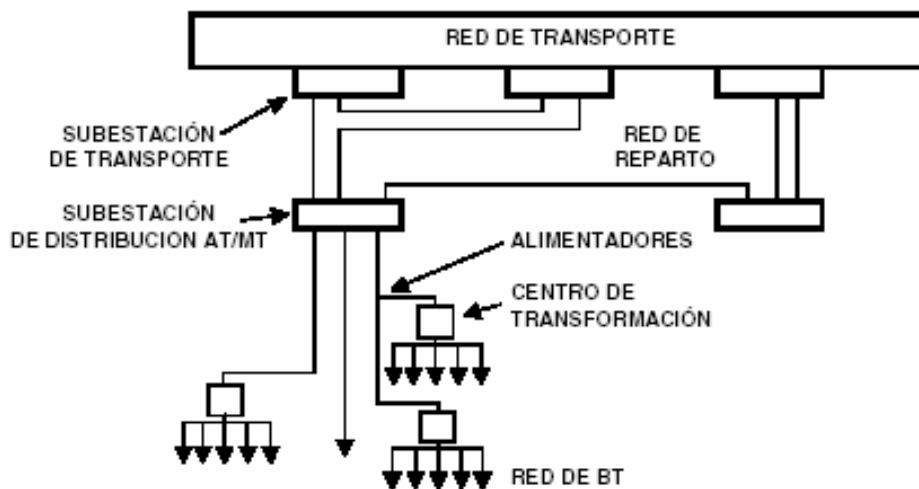 RED DE TRANSPORTE
SUBESTACIÓN
DE TRANSPORTE
RED DE
REPARTO
SUBESTACIÓN
DE DISTRIBUCION AT/MT
ALIMENTADORES
CENTRO DE
TRANSFORMACIÓN
RED DE BT